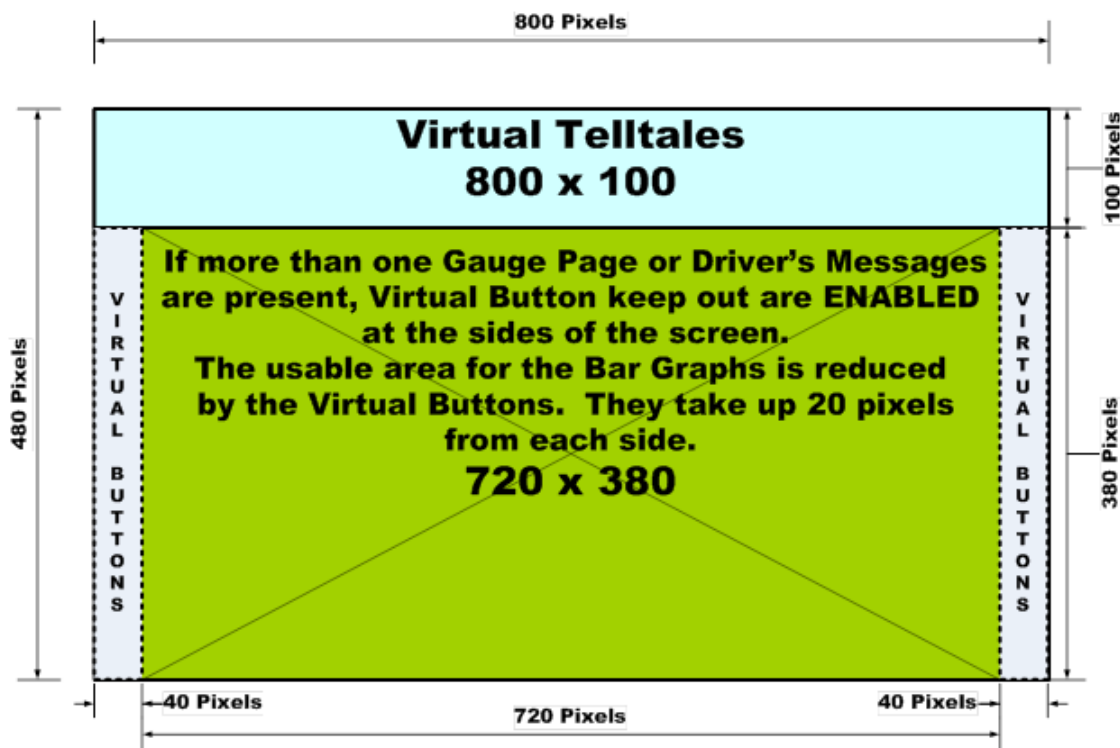 800 Pixels
Virtual Telltales
800 x 100
100 Pixels
If more than one Gauge Page or Driver's Messages
are present, Virtual Button keep out are ENABLED
at the sides of the screen.
The usable area for the Bar Graphs is reduced
by the Virtual Buttons. They take up 20 pixels
from each side.
720 x 380
480 Pixels
VIRTUAL BUTTONS
VIRTUAL BUTTONS
380 Pixels
40 Pixels
720 Pixels
40 Pixels